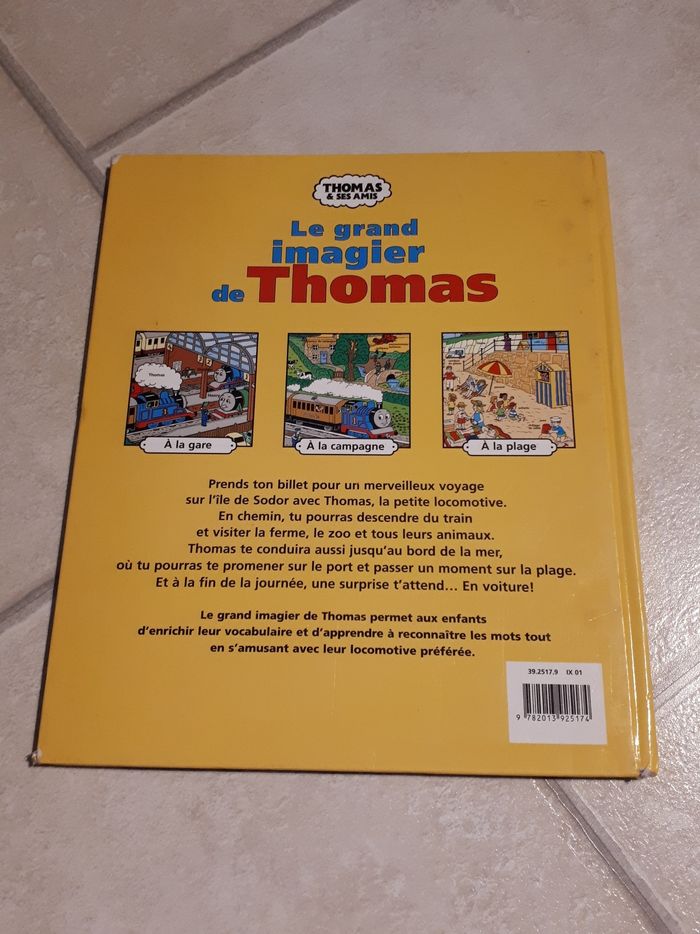 THOMAS
& SES AMIS
Le grand
imagier
de Thomas
Thomas
À la gare
À la campagne
À la plage
Prends ton billet pour un merveilleux voyage
sur l'île de Sodor avec Thomas, la petite locomotive.
En chemin, tu pourras descendre du train
et visiter la ferme, le zoo et tous leurs animaux.
Thomas te conduira aussi jusqu'au bord de la mer,
où tu pourras te promener sur le port et passer un moment sur la plage.
Et à la fin de la journée, une surprise t'attend... En voiture!
Le grand imagier de Thomas permet aux enfants
d'enrichir leur vocabulaire et d'apprendre à reconnaître les mots tout
en s'amusant avec leur locomotive préférée.
39.2517.9 IX 01
9 782013 925174